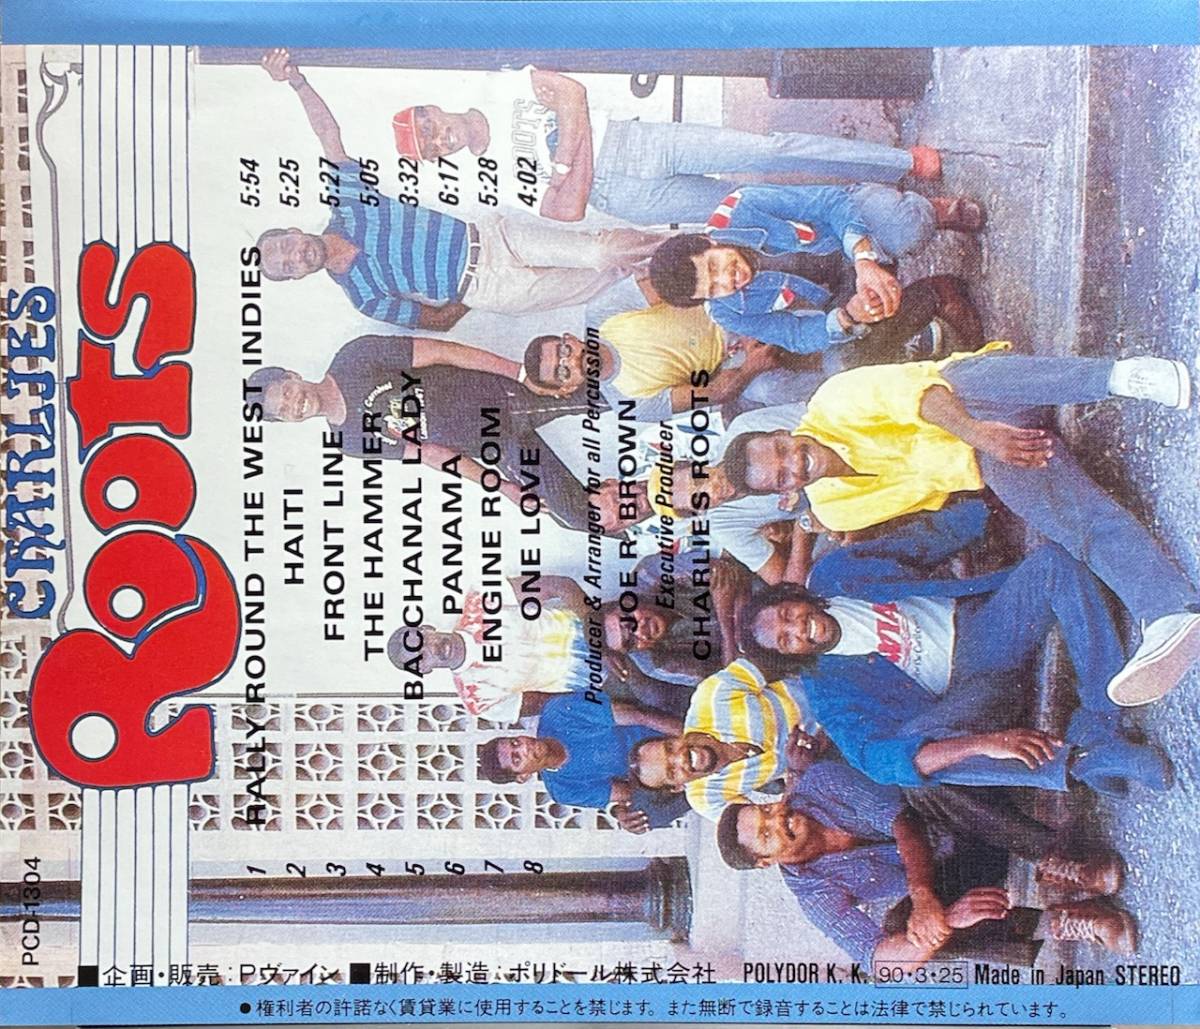 PCD-1304
CHARLIES
ROOTS
1 RALLY ROUND THE WEST INDIES 5:54
2 HAITI 5:25
3 FRONT LINE 5:27
4 THE HAMMER 5:05
5 BACCHANAL LADY 3:32
6 PANAMA 6:17
7 ENGINE ROOM 5:28
8 ONE LOVE 4:02
Producer & Arranger for all Percussion
JOE R. BROWN
Executive Producer
CHARLIE'S ROOTS
■企画・販売：Pヴァイン ■制作・製造：ポリドール株式会社 POLYDOR K. K. 90・3・25 Made in Japan STEREO
●権利者の許諾なく賃貸業に使用することを禁じます。また無断で録音することは法律で禁じられています。